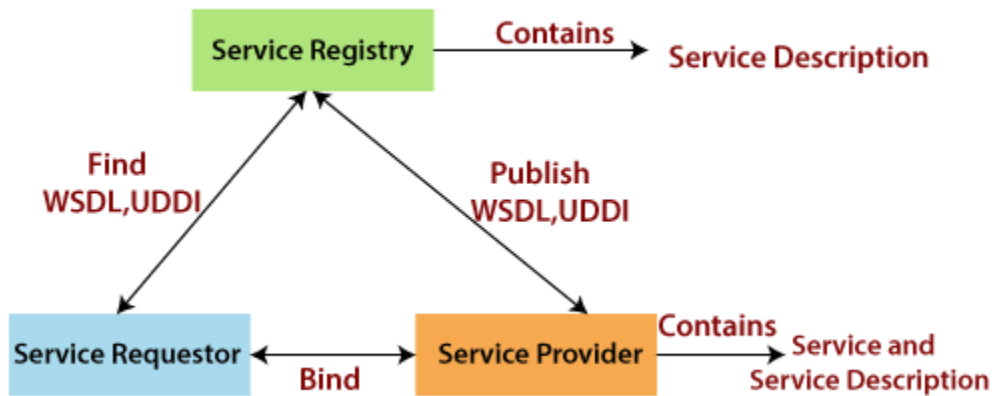 Service Registry
Contains
Service Description
Find
WSDL,UDDI
Publish
WSDL,UDDI
Service Requestor
Bind
Service Provider
Contains
Service and
Service Description